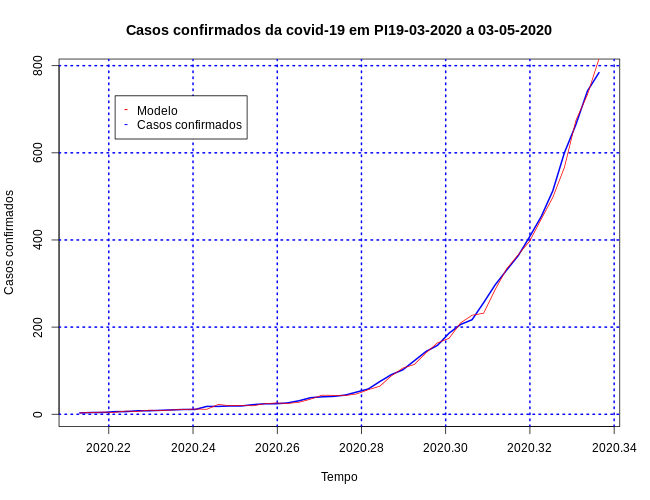 Casos confirmados da covid-19 em PI19-03-2020 a 03-05-2020
Casos confirmados
800
600
400
200
0
Modelo
Casos confirmados
2020.22 2020.24 2020.26 2020.28 2020.30 2020.32 2020.34
Tempo